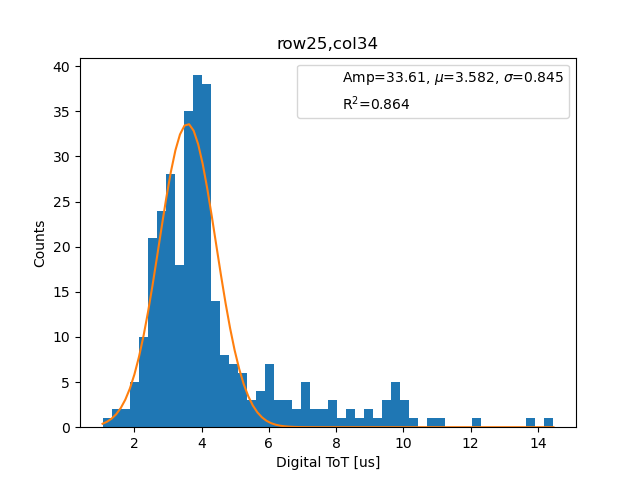 row25,col34
Amp=33.61, μ=3.582, σ=0.845
R²=0.864
40
35
30
25
20
15
10
5
0
Counts
2 4 6 8 10 12 14
Digital ToT [us]